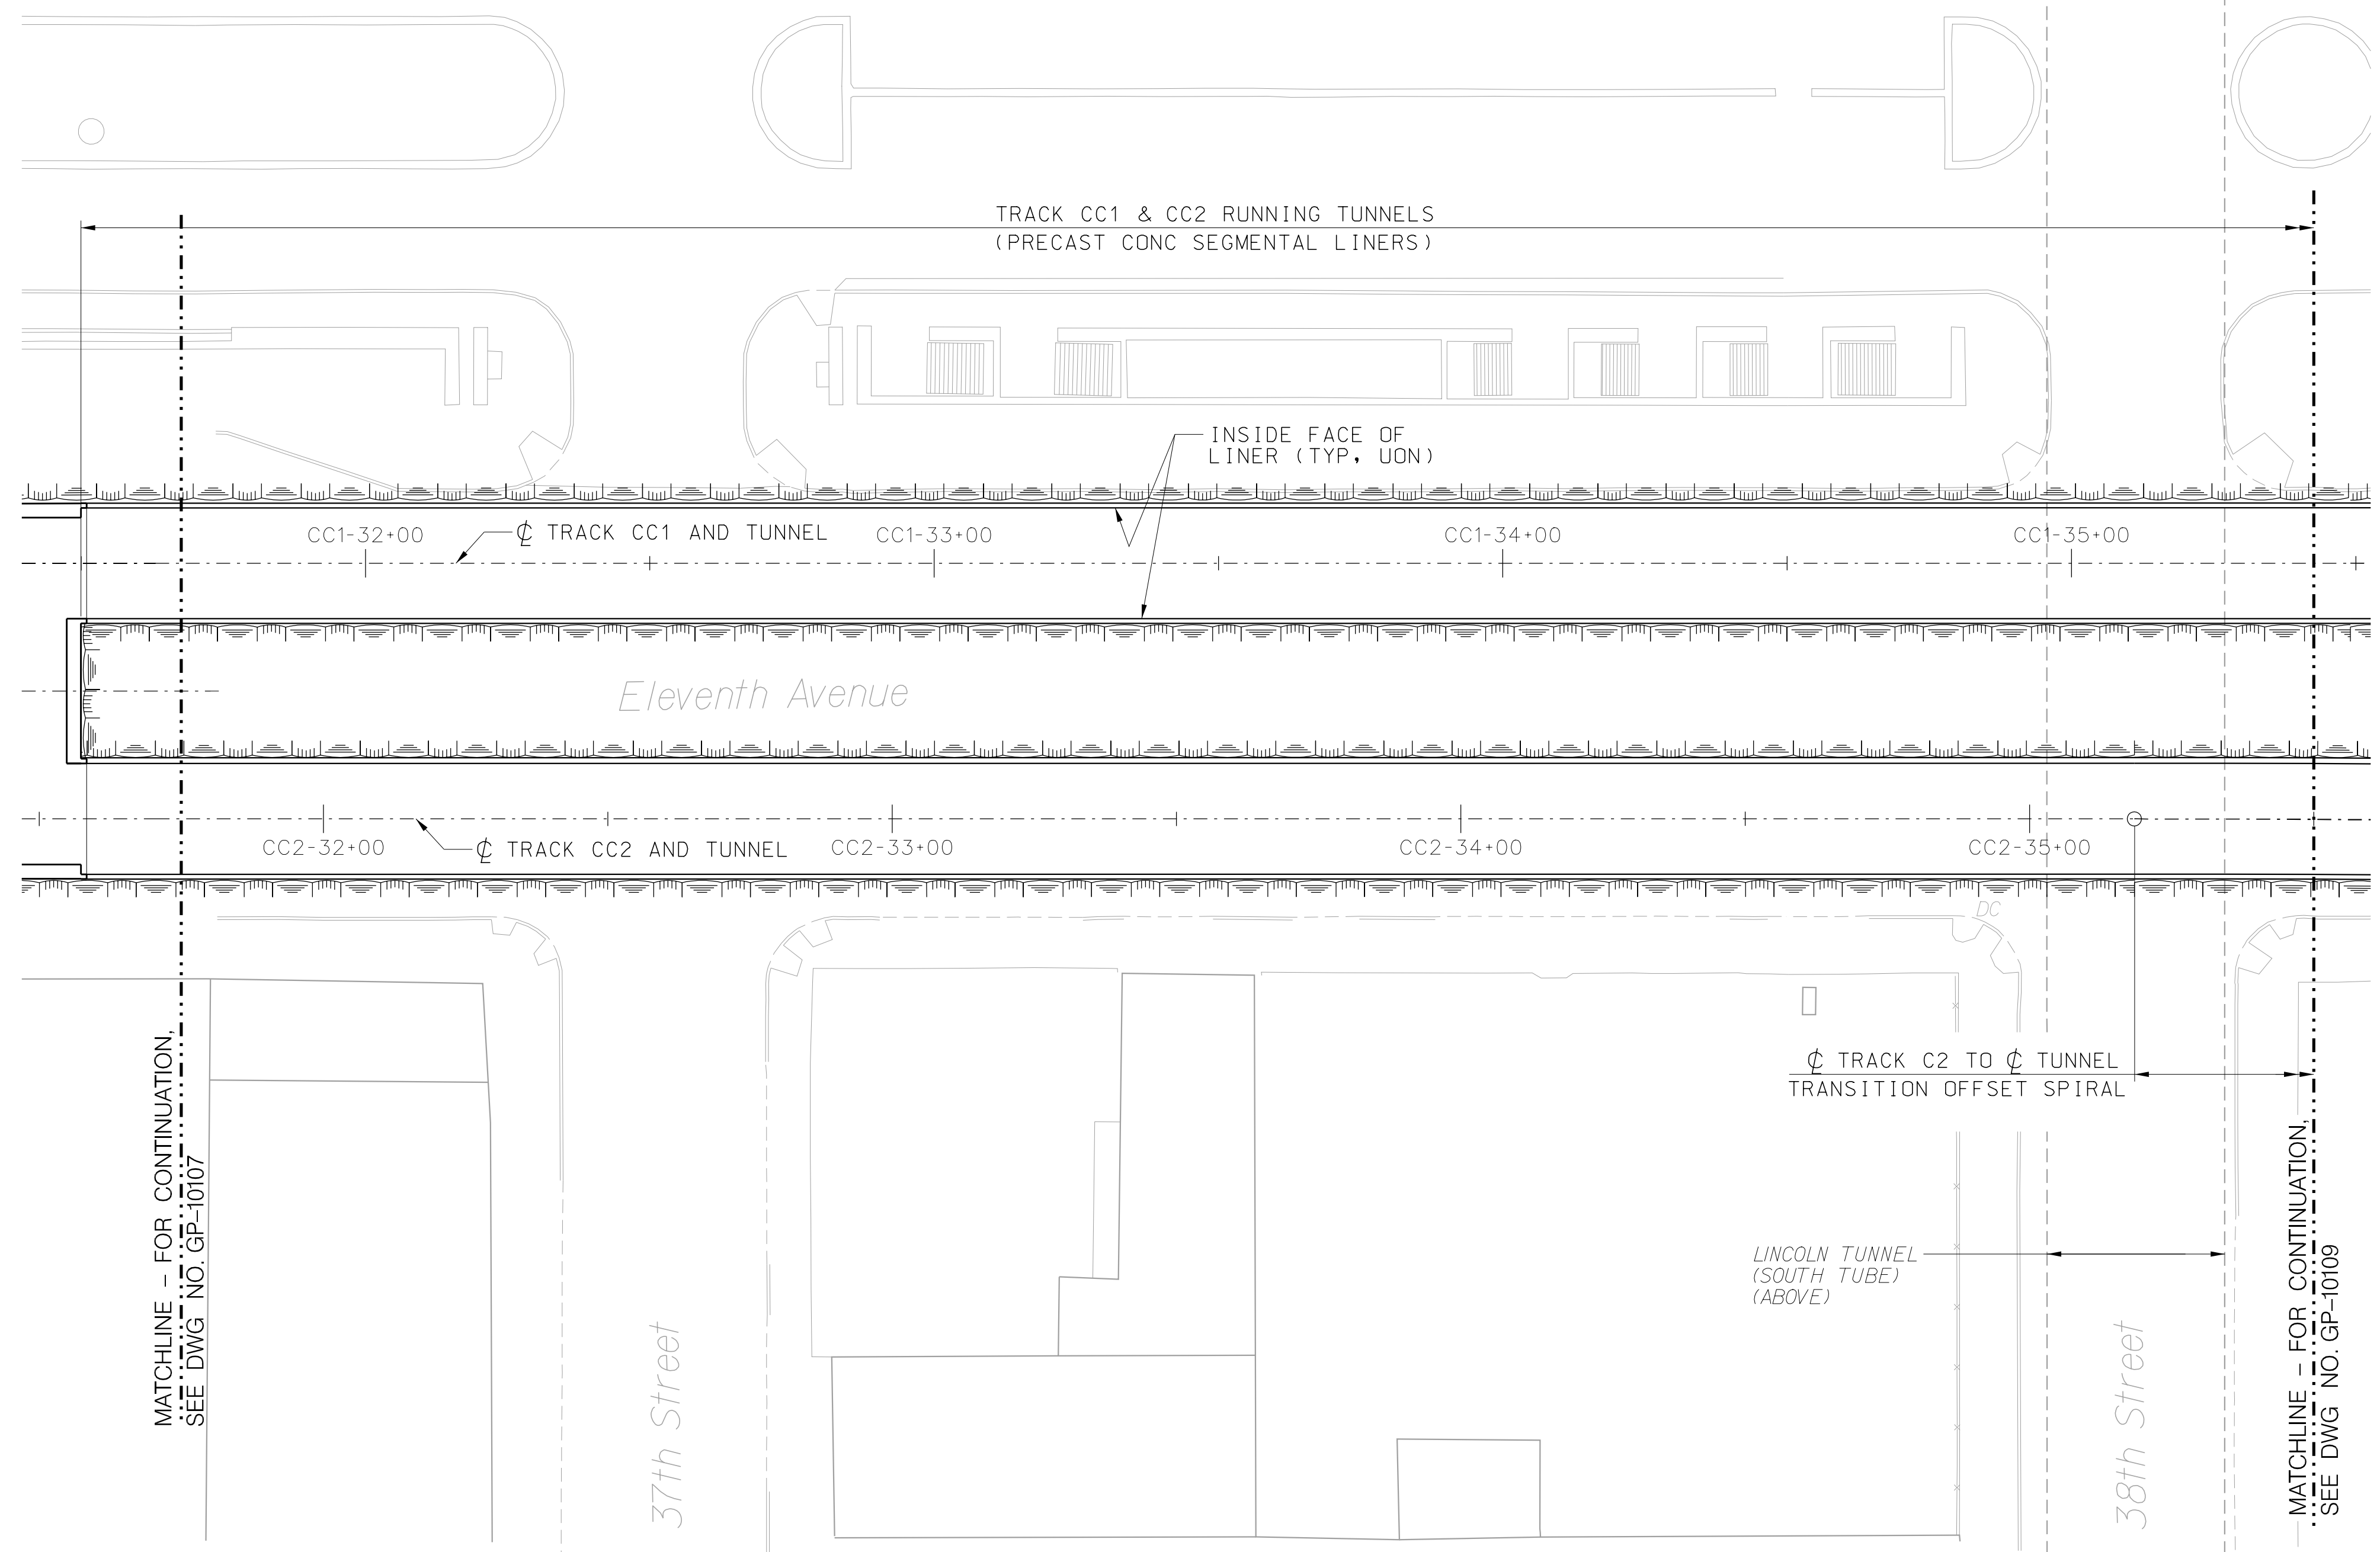 TRACK CC1 & CC2 RUNNING TUNNELS
(PRECAST CONC SEGMENTAL LINERS)
INSIDE FACE OF
LINER (TYP, UON)
CC1-32+00
℄ TRACK CC1 AND TUNNEL
CC1-33+00
CC1-34+00
CC1-35+00
Eleventh Avenue
CC2-32+00
℄ TRACK CC2 AND TUNNEL
CC2-33+00
CC2-34+00
CC2-35+00
DC
℄ TRACK C2 TO ℄ TUNNEL
TRANSITION OFFSET SPIRAL
MATCHLINE - FOR CONTINUATION,
SEE DWG NO. GP-10107
37th Street
LINCOLN TUNNEL
(SOUTH TUBE)
(ABOVE)
38th Street
MATCHLINE - FOR CONTINUATION,
SEE DWG NO. GP-10109